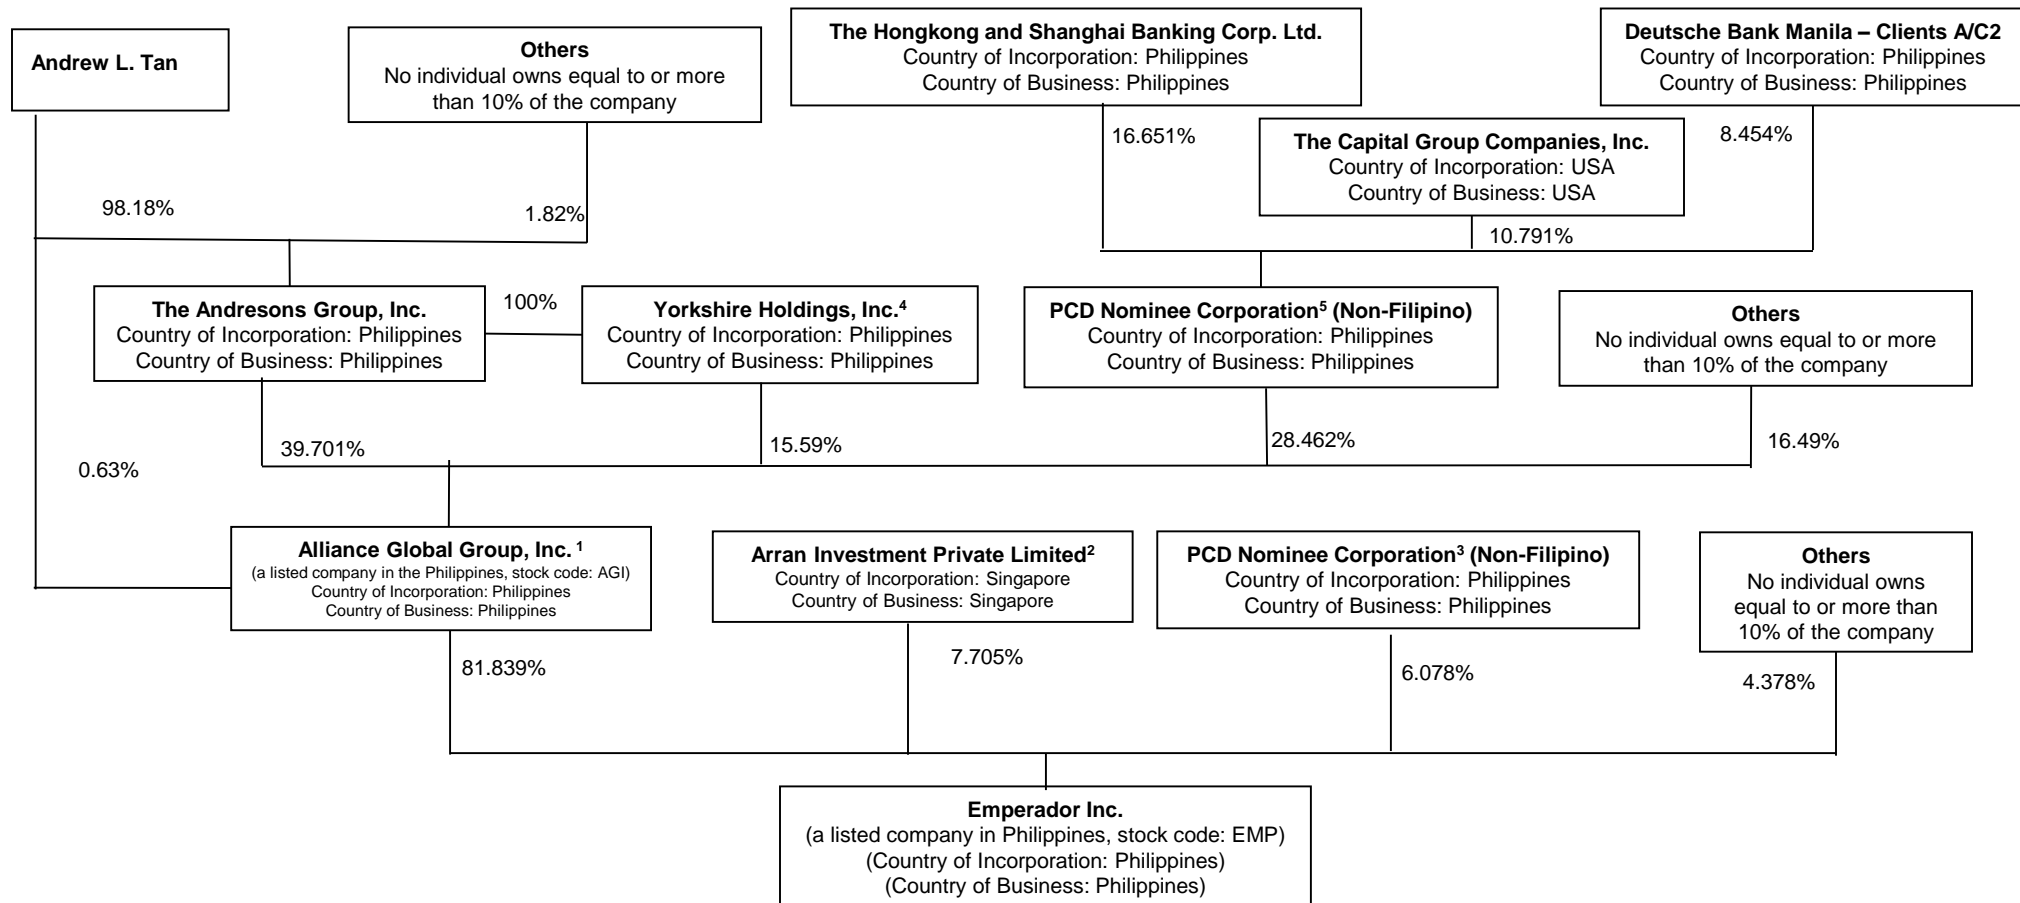 Andrew L. Tan
Others
No individual owns equal to or more
than 10% of the company
The Hongkong and Shanghai Banking Corp. Ltd.
Country of Incorporation: Philippines
Country of Business: Philippines
Deutsche Bank Manila – Clients A/C2
Country of Incorporation: Philippines
Country of Business: Philippines
16.651%
The Capital Group Companies, Inc.
Country of Incorporation: USA
Country of Business: USA
8.454%
98.18%
1.82%
10.791%
The Andresons Group, Inc.
Country of Incorporation: Philippines
Country of Business: Philippines
100%
Yorkshire Holdings, Inc.⁴
Country of Incorporation: Philippines
Country of Business: Philippines
PCD Nominee Corporation⁵ (Non-Filipino)
Country of Incorporation: Philippines
Country of Business: Philippines
Others
No individual owns equal to or more
than 10% of the company
39.701%
15.59%
28.462%
16.49%
0.63%
Alliance Global Group, Inc. ¹
(a listed company in the Philippines, stock code: AGI)
Country of Incorporation: Philippines
Country of Business: Philippines
Arran Investment Private Limited²
Country of Incorporation: Singapore
Country of Business: Singapore
PCD Nominee Corporation³ (Non-Filipino)
Country of Incorporation: Philippines
Country of Business: Philippines
Others
No individual owns
equal to or more than
10% of the company
81.839%
7.705%
6.078%
4.378%
Emperador Inc.
(a listed company in Philippines, stock code: EMP)
(Country of Incorporation: Philippines)
(Country of Business: Philippines)